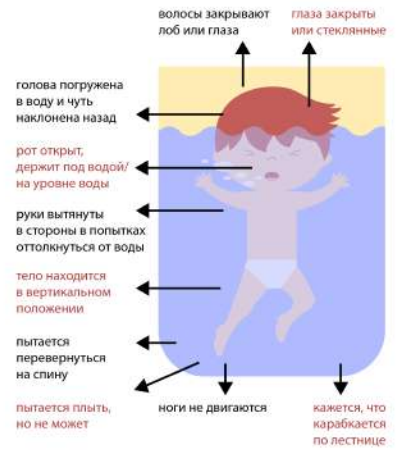 волосы закрывают
лоб или глаза
глаза закрыты
или стеклянные
голова погружена
в воду и чуть
наклонена назад
рот открыт,
держит под водой/
на уровне воды
руки вытянуты
в стороны в попытках
оттолкнуться от воды
тело находится
в вертикальном
положении
пытается
перевернуться
на спину
пытается плыть,
но не может
ноги не двигаются
кажется, что
карабкается
по лестнице